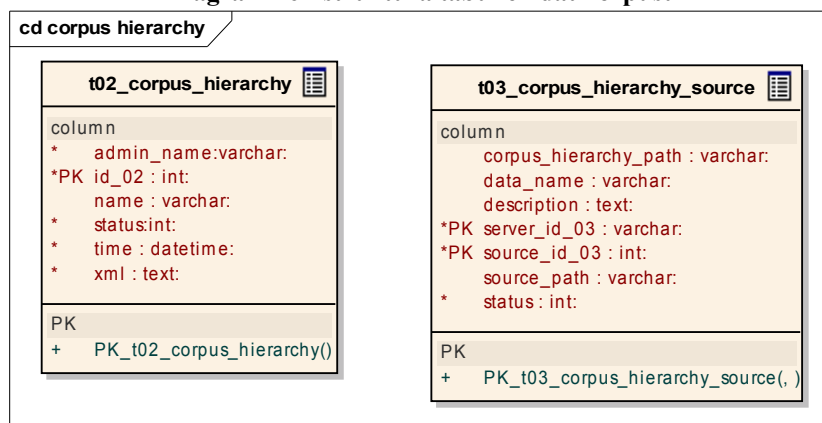 cd corpus hierarchy
t02_corpus_hierarchy
column
* admin_name:varchar:
*PK id_02 : int:
name : varchar:
* status:int:
* time : datetime:
* xml : text:
PK
+ PK_t02_corpus_hierarchy()
t03_corpus_hierarchy_source
column
corpus_hierarchy_path : varchar:
data_name : varchar:
description : text:
*PK server_id_03 : varchar:
*PK source_id_03 : int:
source_path : varchar:
* status : int:
PK
+ PK_t03_corpus_hierarchy_source(, )